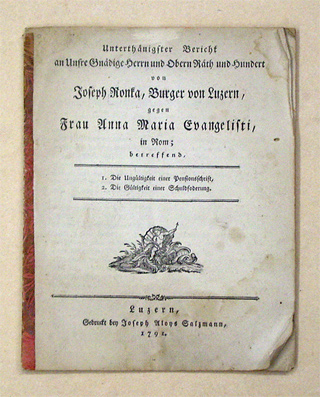 Unterthänigster Bericht
an Unsre Gnädige Herrn und Obern Räth und Hundert
von
Joseph Ronka, Burger von Luzern,
gegen
Frau Anna Maria Evangelisti,
in Rom;
betreffend.
1. Die Ungültigkeit einer Pensionsschrift,
2. Die Gültigkeit einer Schuldfoderung.
Luzern,
Gedruckt bey Joseph Aloys Salzmann,
1791.